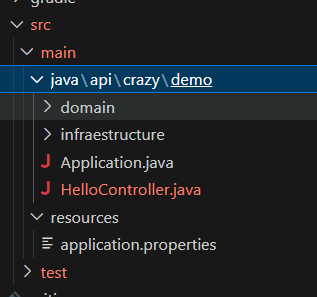 src
main
java\api\crazy\demo
domain
infraestructure
Application.java
HelloController.java
resources
application.properties
test